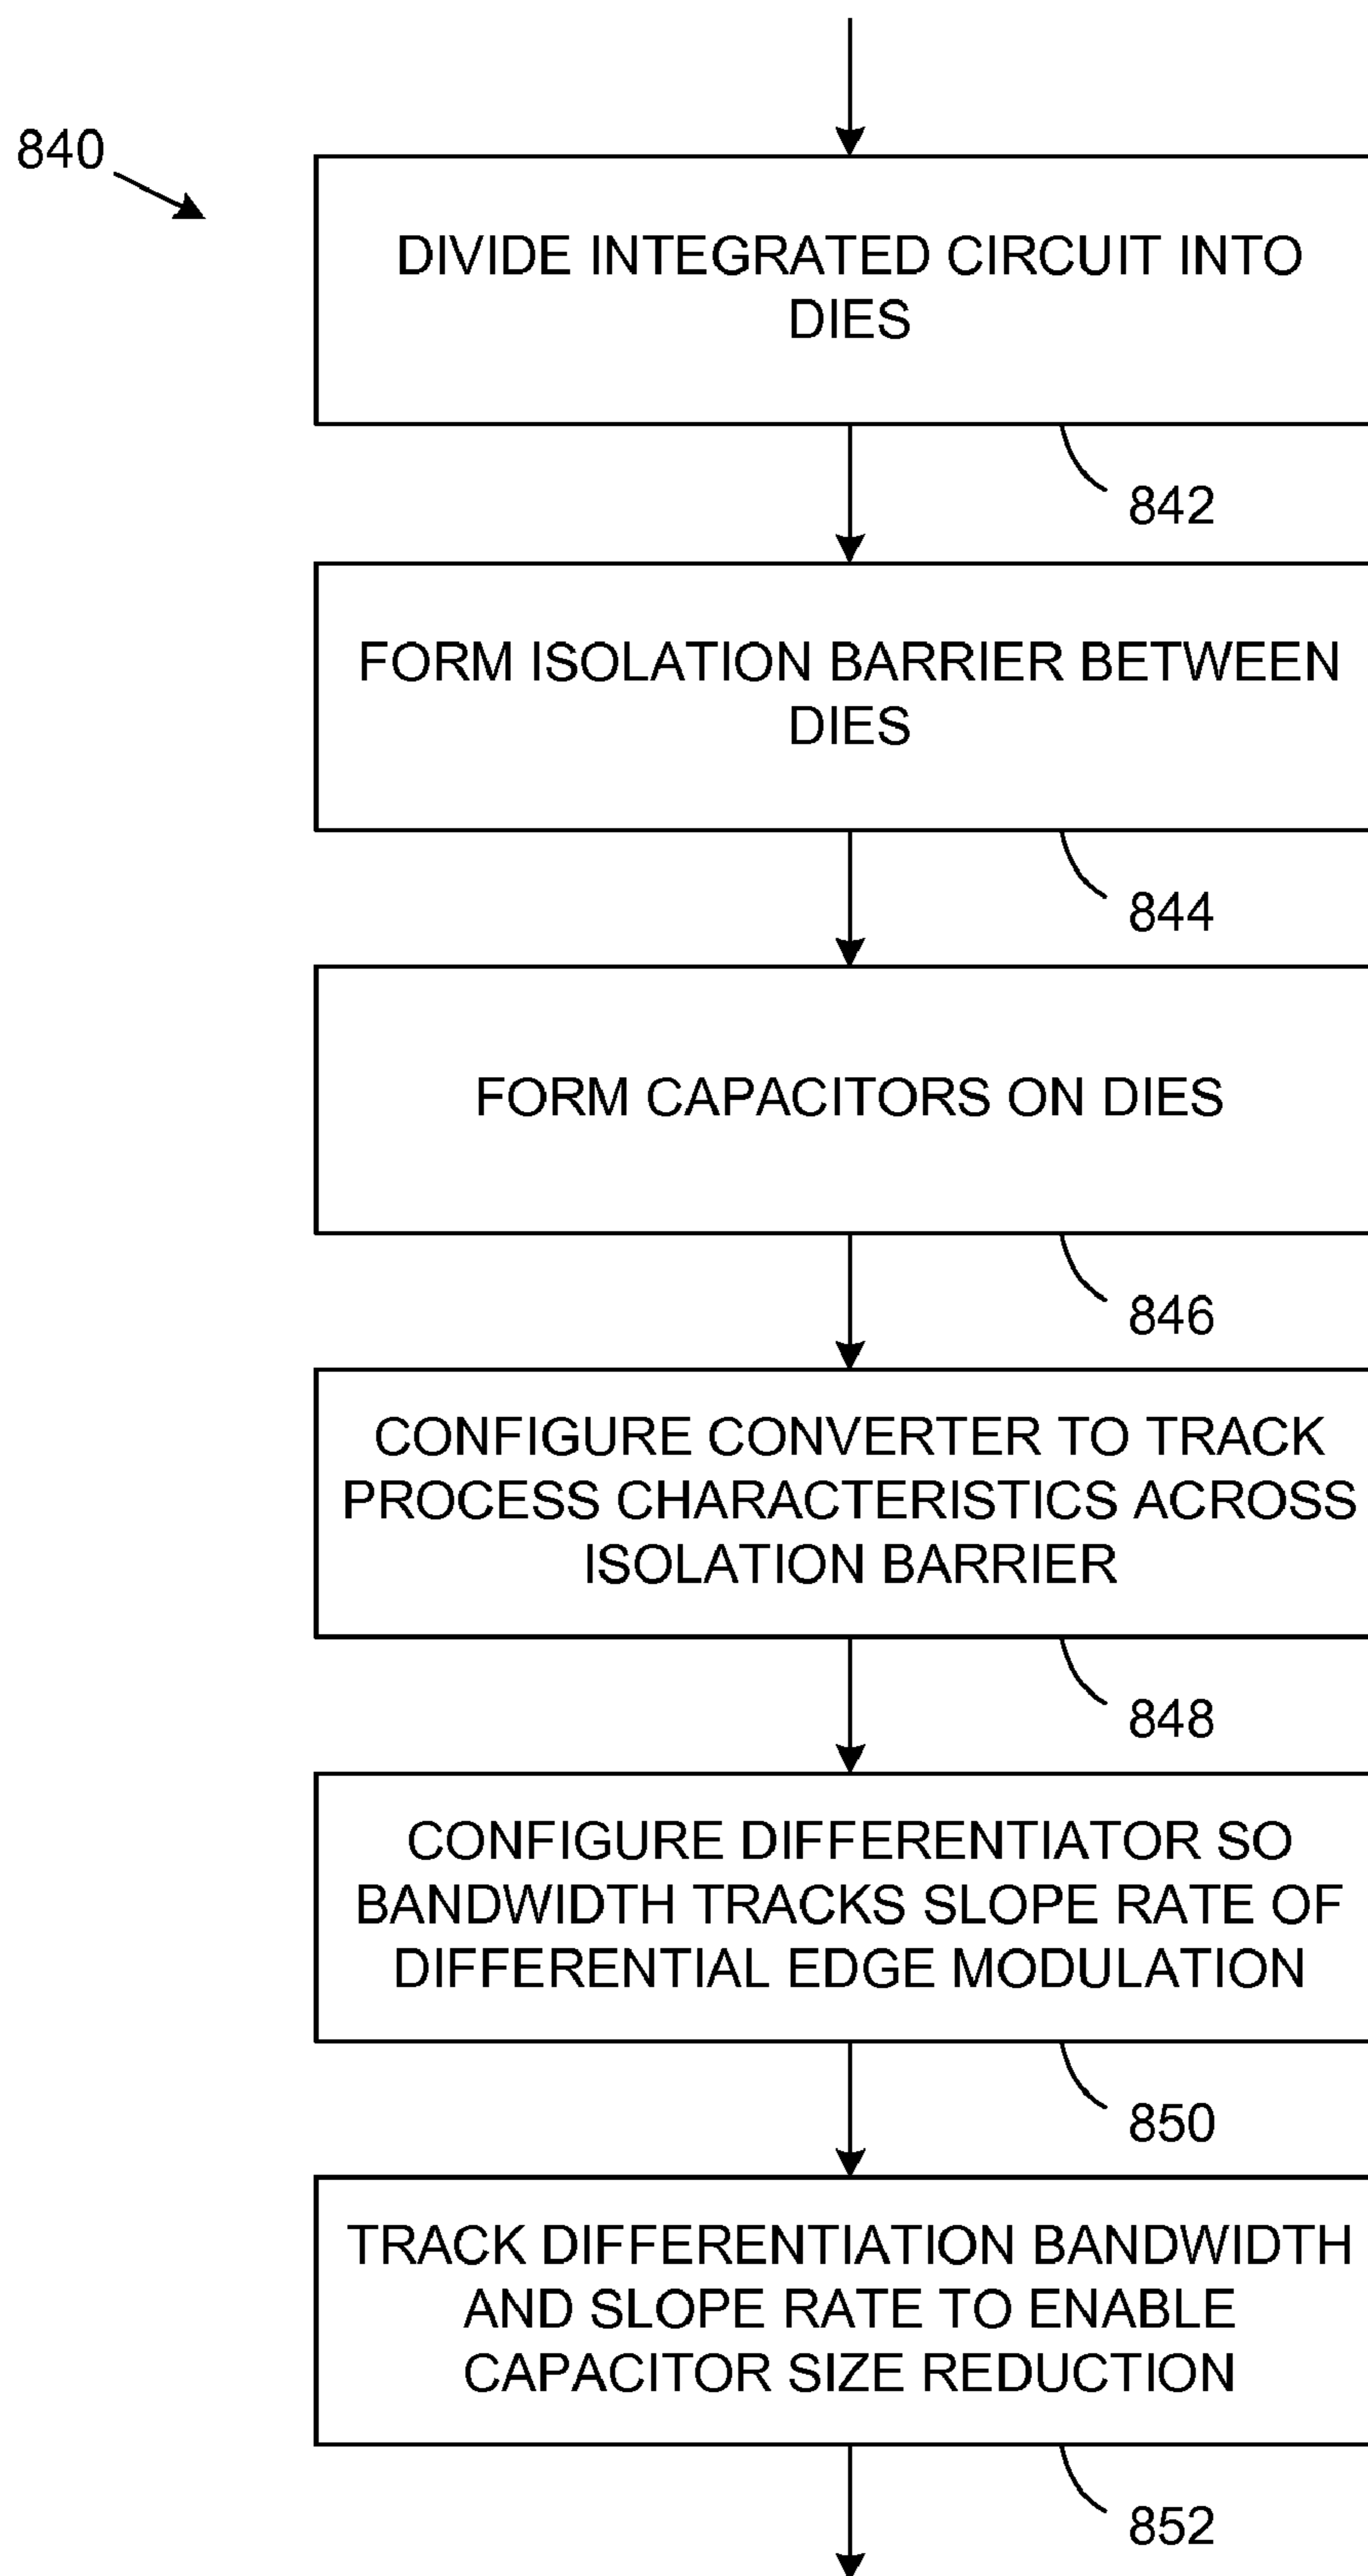 840
DIVIDE INTEGRATED CIRCUIT INTO
DIES
842
FORM ISOLATION BARRIER BETWEEN
DIES
844
FORM CAPACITORS ON DIES
846
CONFIGURE CONVERTER TO TRACK
PROCESS CHARACTERISTICS ACROSS
ISOLATION BARRIER
848
CONFIGURE DIFFERENTIATOR SO
BANDWIDTH TRACKS SLOPE RATE OF
DIFFERENTIAL EDGE MODULATION
850
TRACK DIFFERENTIATION BANDWIDTH
AND SLOPE RATE TO ENABLE
CAPACITOR SIZE REDUCTION
852